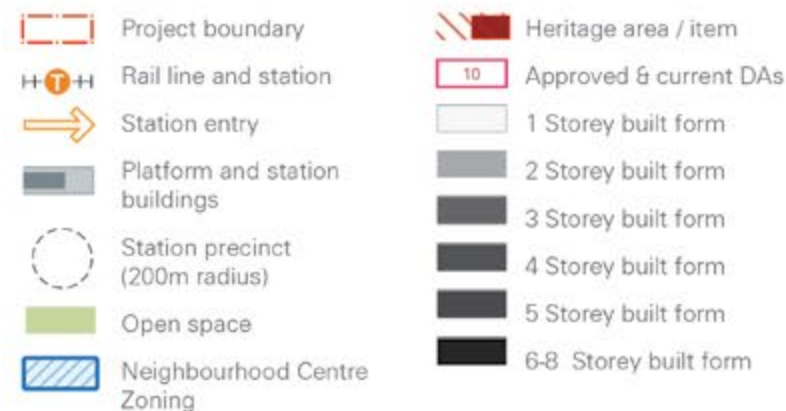 Project boundary
T
Rail line and station
Station entry
Platform and station
buildings
Station precinct
(200m radius)
Open space
Neighbourhood Centre
Zoning
Heritage area / item
10
Approved & current DAs
1 Storey built form
2 Storey built form
3 Storey built form
4 Storey built form
5 Storey built form
6-8 Storey built form